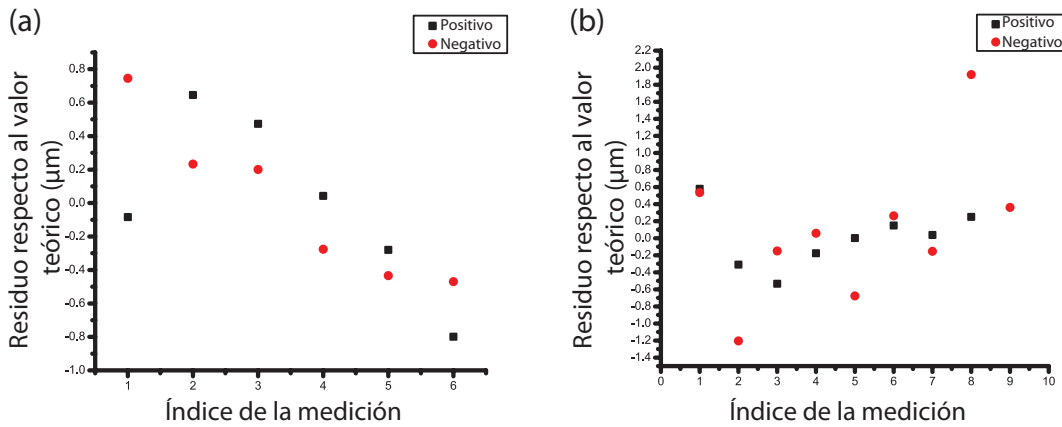 (a)
Positivo
Negativo
Residuo respecto al valor
teórico (µm)
0.8
0.6
0.4
0.2
0.0
-0.2
-0.4
-0.6
-0.8
-1.0
1 2 3 4 5 6
Índice de la medición
(b)
Positivo
Negativo
Residuo respecto al valor
teórico (µm)
2.2
2.0
1.8
1.6
1.4
1.2
1.0
0.8
0.6
0.4
0.2
0.0
-0.2
-0.4
-0.6
-0.8
-1.0
-1.2
-1.4
0 1 2 3 4 5 6 7 8 9 10
Índice de la medición